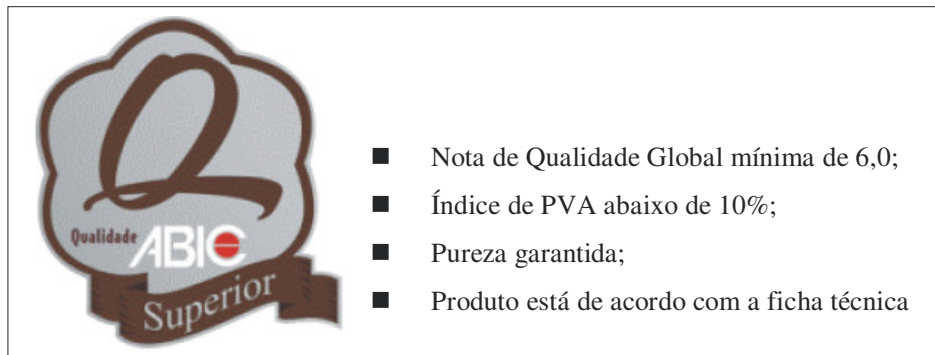 Q
Qualidade ABIC
Superior
Nota de Qualidade Global mínima de 6,0;
Índice de PVA abaixo de 10%;
Pureza garantida;
Produto está de acordo com a ficha técnica